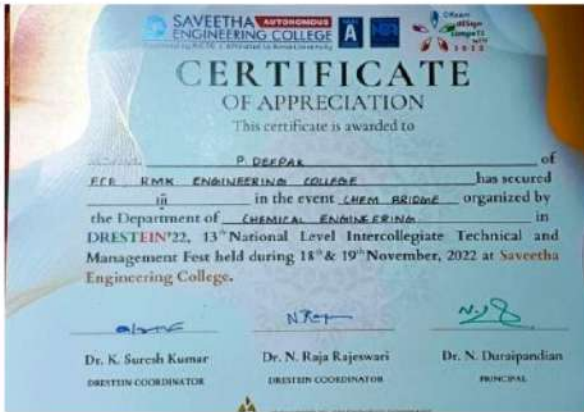 SAVEETHA AUTONOMOUS
ENGINEERING COLLEGE
CERTIFICATE
OF APPRECIATION
This certificate is awarded to
P. DEEPAK of
ECE RMK ENGINEERING COLLEGE has secured
III in the event CHEM BRIDGE organized by
the Department of CHEMICAL ENGINEERING in
DRESTEIN'22, 13th National Level Intercollegiate Technical and
Management Fest held during 18th & 19th November, 2022 at Saveetha
Engineering College.
Dr. K. Suresh Kumar
DRESTEIN COORDINATOR
Dr. N. Raja Rajeswari
DRESTEIN COORDINATOR
Dr. N. Duraipandian
PRINCIPAL